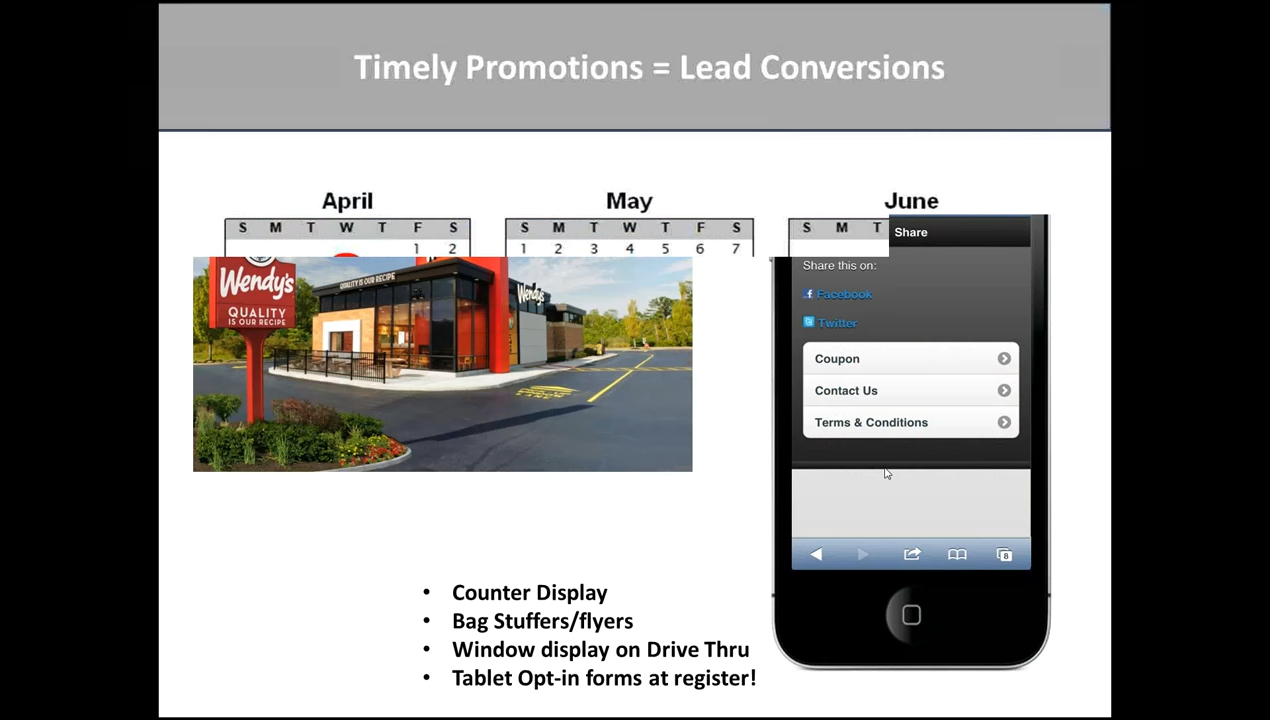 Timely Promotions = Lead Conversions
April May June
S M T W T F S S M T W T F S S M T
1 2 1 2 3 4 5 6 7
Share
Share this on:
Facebook
Twitter
Coupon
Contact Us
Terms & Conditions
Wendy's
QUALITY
IS OUR RECIPE
QUALITY IS OUR RECIPE
Wendy's
8
• Counter Display
• Bag Stuffers/flyers
• Window display on Drive Thru
• Tablet Opt-in forms at register!